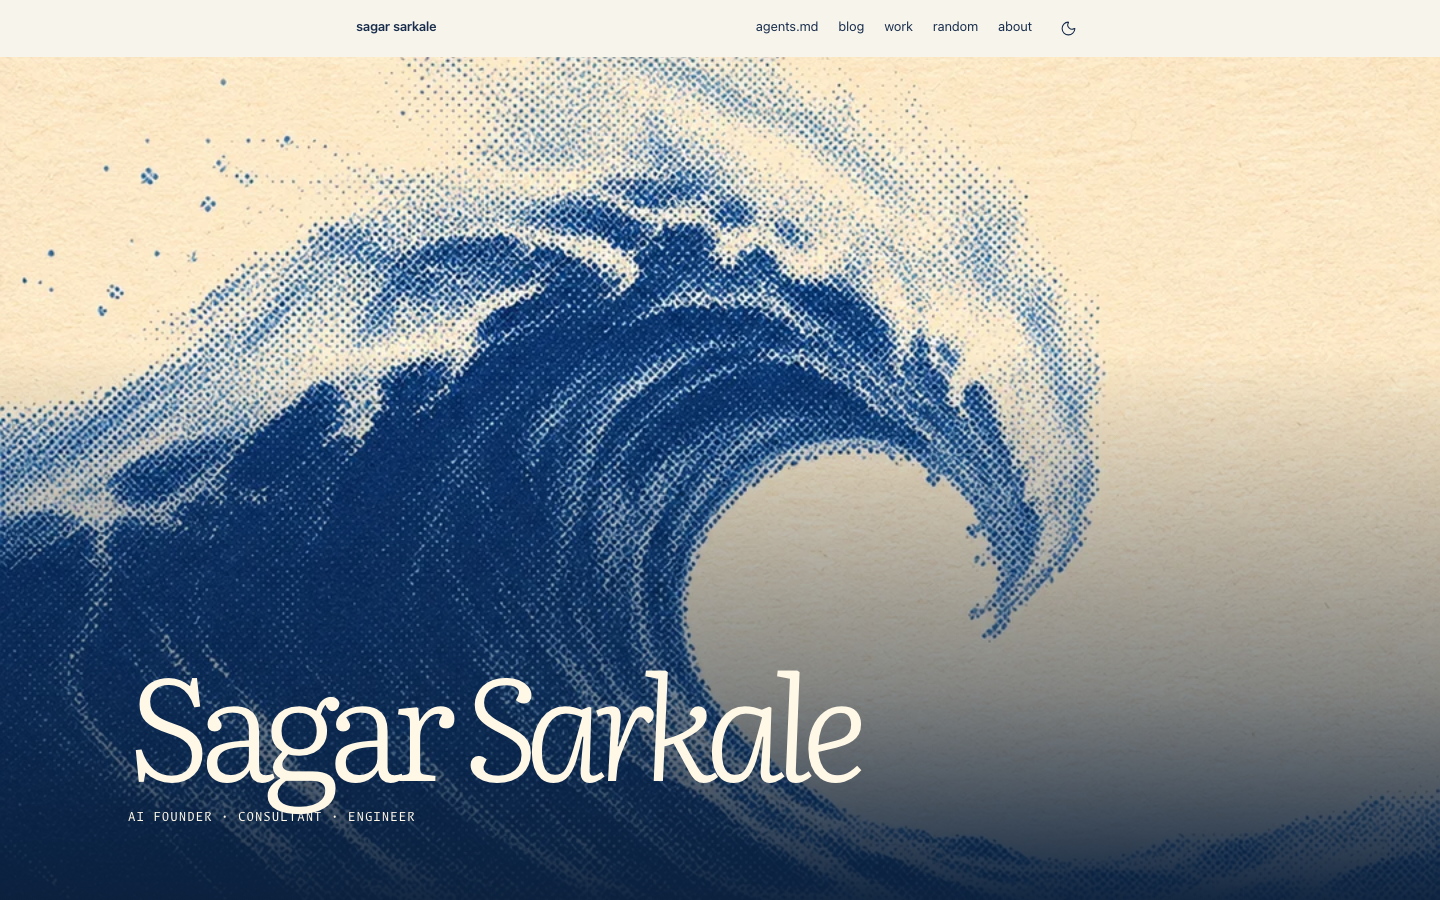 sagar sarkale
agents.md blog work random about
Sagar Sarkale
AI FOUNDER · CONSULTANT · ENGINEER